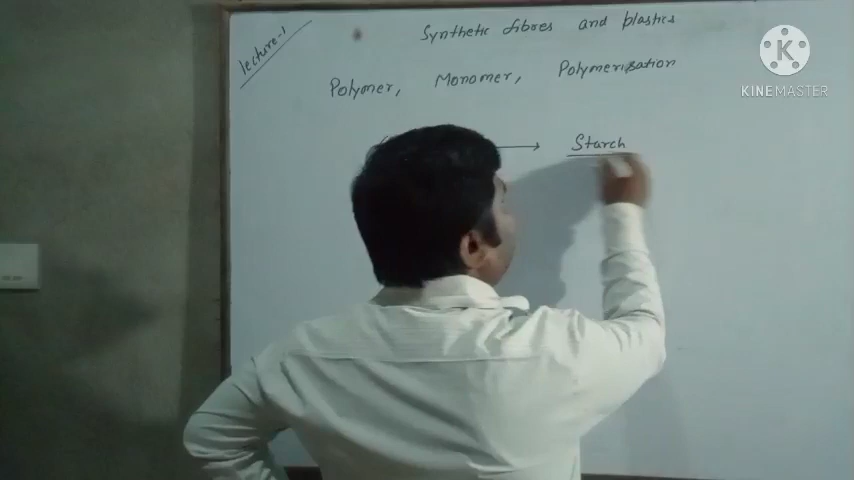 Synthetic fibres and plastics
lecture-1
Polymer, Monomer, Polymerisation
Starch
KINEMASTER